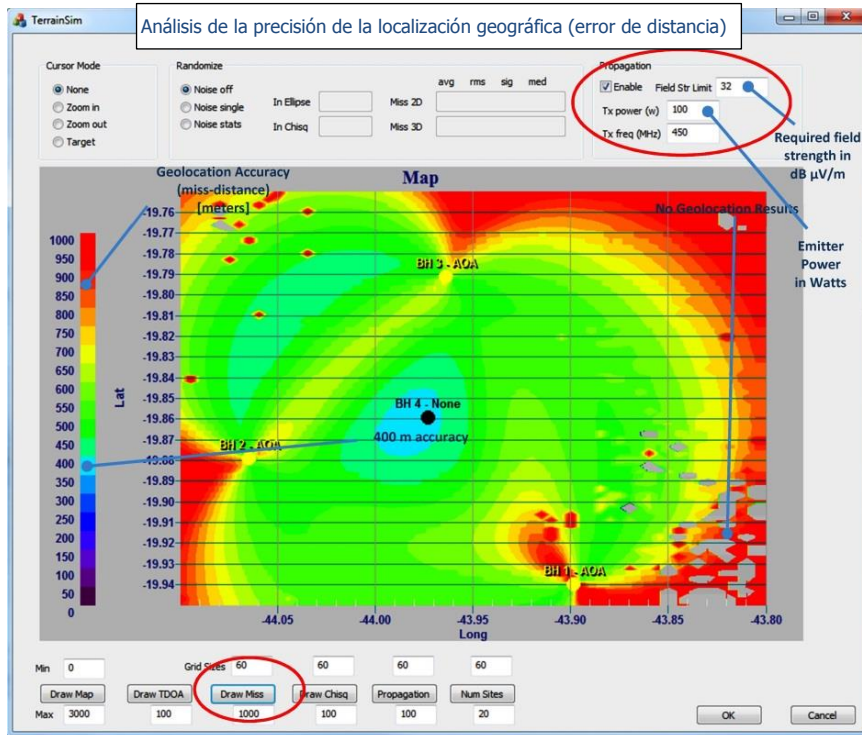 TerrainSim
Análisis de la precisión de la localización geográfica (error de distancia)
Cursor Mode
None
Zoom in
Zoom out
Target
Randomize
Noise off
Noise single
Noise stats
In Ellipse
In Chisq
avg rms sig med
Miss 2D
Miss 3D
Propagation
Enable Field Str Limit 32
Tx power (w) 100
Tx freq (MHz) 450
Required field
strength in
dB µV/m
Emitter
Power
in Watts
Geolocation Accuracy
(miss-distance)
[meters]
Map
No Geolocation Results
1000
950
900
850
800
750
700
650
600
550
500
450
400
350
300
250
200
150
100
50
0
Lat
-19.76
-19.77
-19.78
-19.79
-19.80
-19.81
-19.82
-19.83
-19.84
-19.85
-19.86
-19.87
-19.88
-19.89
-19.90
-19.91
-19.92
-19.93
-19.94
BH 3 - AOA
BH 4 - None
400 m accuracy
BH 2 - AOA
BH 1 - AOA
-44.05 -44.00 -43.95 -43.90 -43.85 -43.80
Long
Min 0 Grid Sizes 60 60 60 60
Draw Map Draw TDOA Draw Miss Draw Chisq Propagation Num Sites
Max 3000 100 1000 100 100 20
OK Cancel